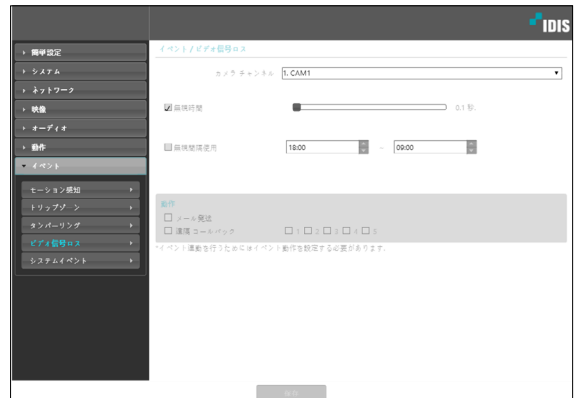 IDIS
簡単設定
システム
ネットワーク
映像
オーディオ
動作
イベント
モーション感知
トリップゾーン
タンパーリング
ビデオ信号ロス
システムイベント
イベント / ビデオ信号ロス
カメラ チャンネル 1. CAM1
無視時間 0.1 秒.
無視間隔使用 18:00 ~ 09:00
動作
メール発送
遠隔 コールバック 1 2 3 4 5
*イベント連動を行うためにはイベント動作を設定する必要があります.